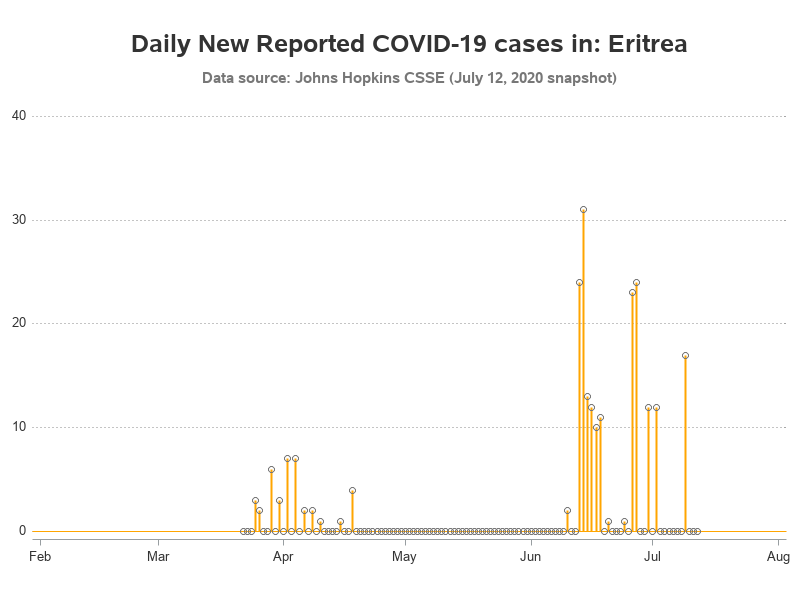 Daily New Reported COVID-19 cases in: Eritrea
Data source: Johns Hopkins CSSE (July 12, 2020 snapshot)
40
30
20
10
0
Feb Mar Apr May Jun Jul Aug